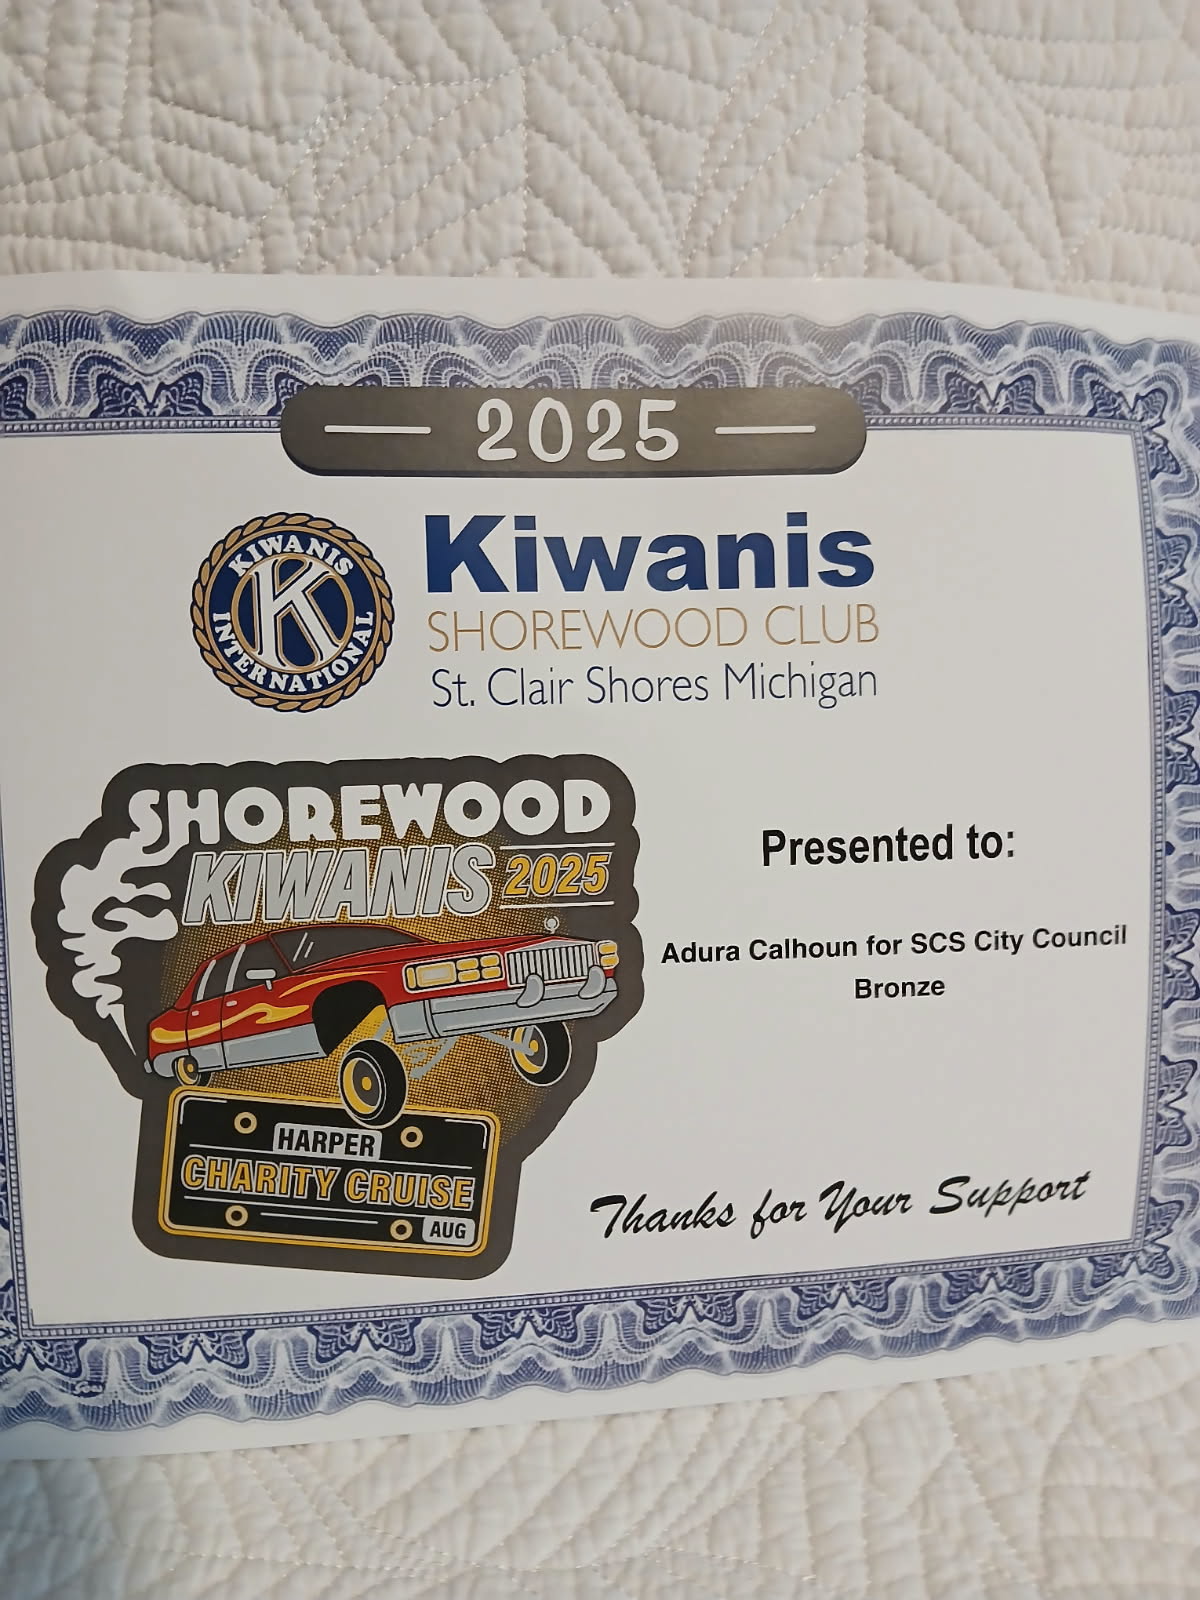 2025
KIWANIS
INTERNATIONAL
K
Kiwanis
SHOREWOOD CLUB
St. Clair Shores Michigan
SHOREWOOD
KIWANIS 2025
HARPER
CHARITY CRUISE
AUG
Presented to:
Adura Calhoun for SCS City Council
Bronze
Thanks for Your Support